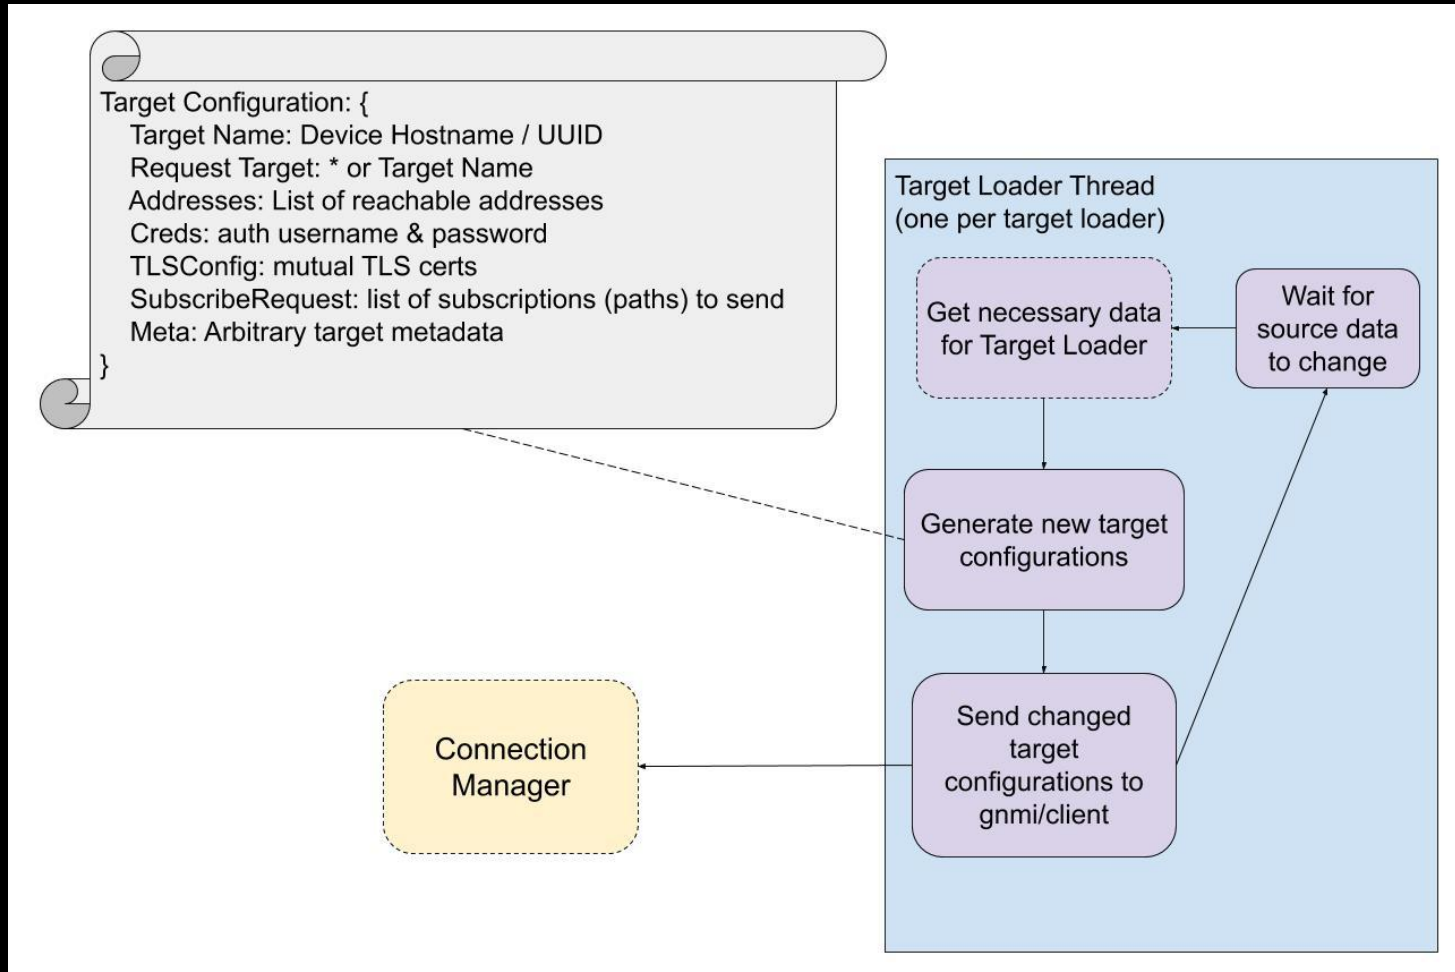 Target Configuration: {
Target Name: Device Hostname / UUID
Request Target: * or Target Name
Addresses: List of reachable addresses
Creds: auth username & password
TLSConfig: mutual TLS certs
SubscribeRequest: list of subscriptions (paths) to send
Meta: Arbitrary target metadata
}
Target Loader Thread
(one per target loader)
Get necessary data
for Target Loader
Wait for
source data
to change
Generate new target
configurations
Send changed
target
configurations to
gnmi/client
Connection
Manager